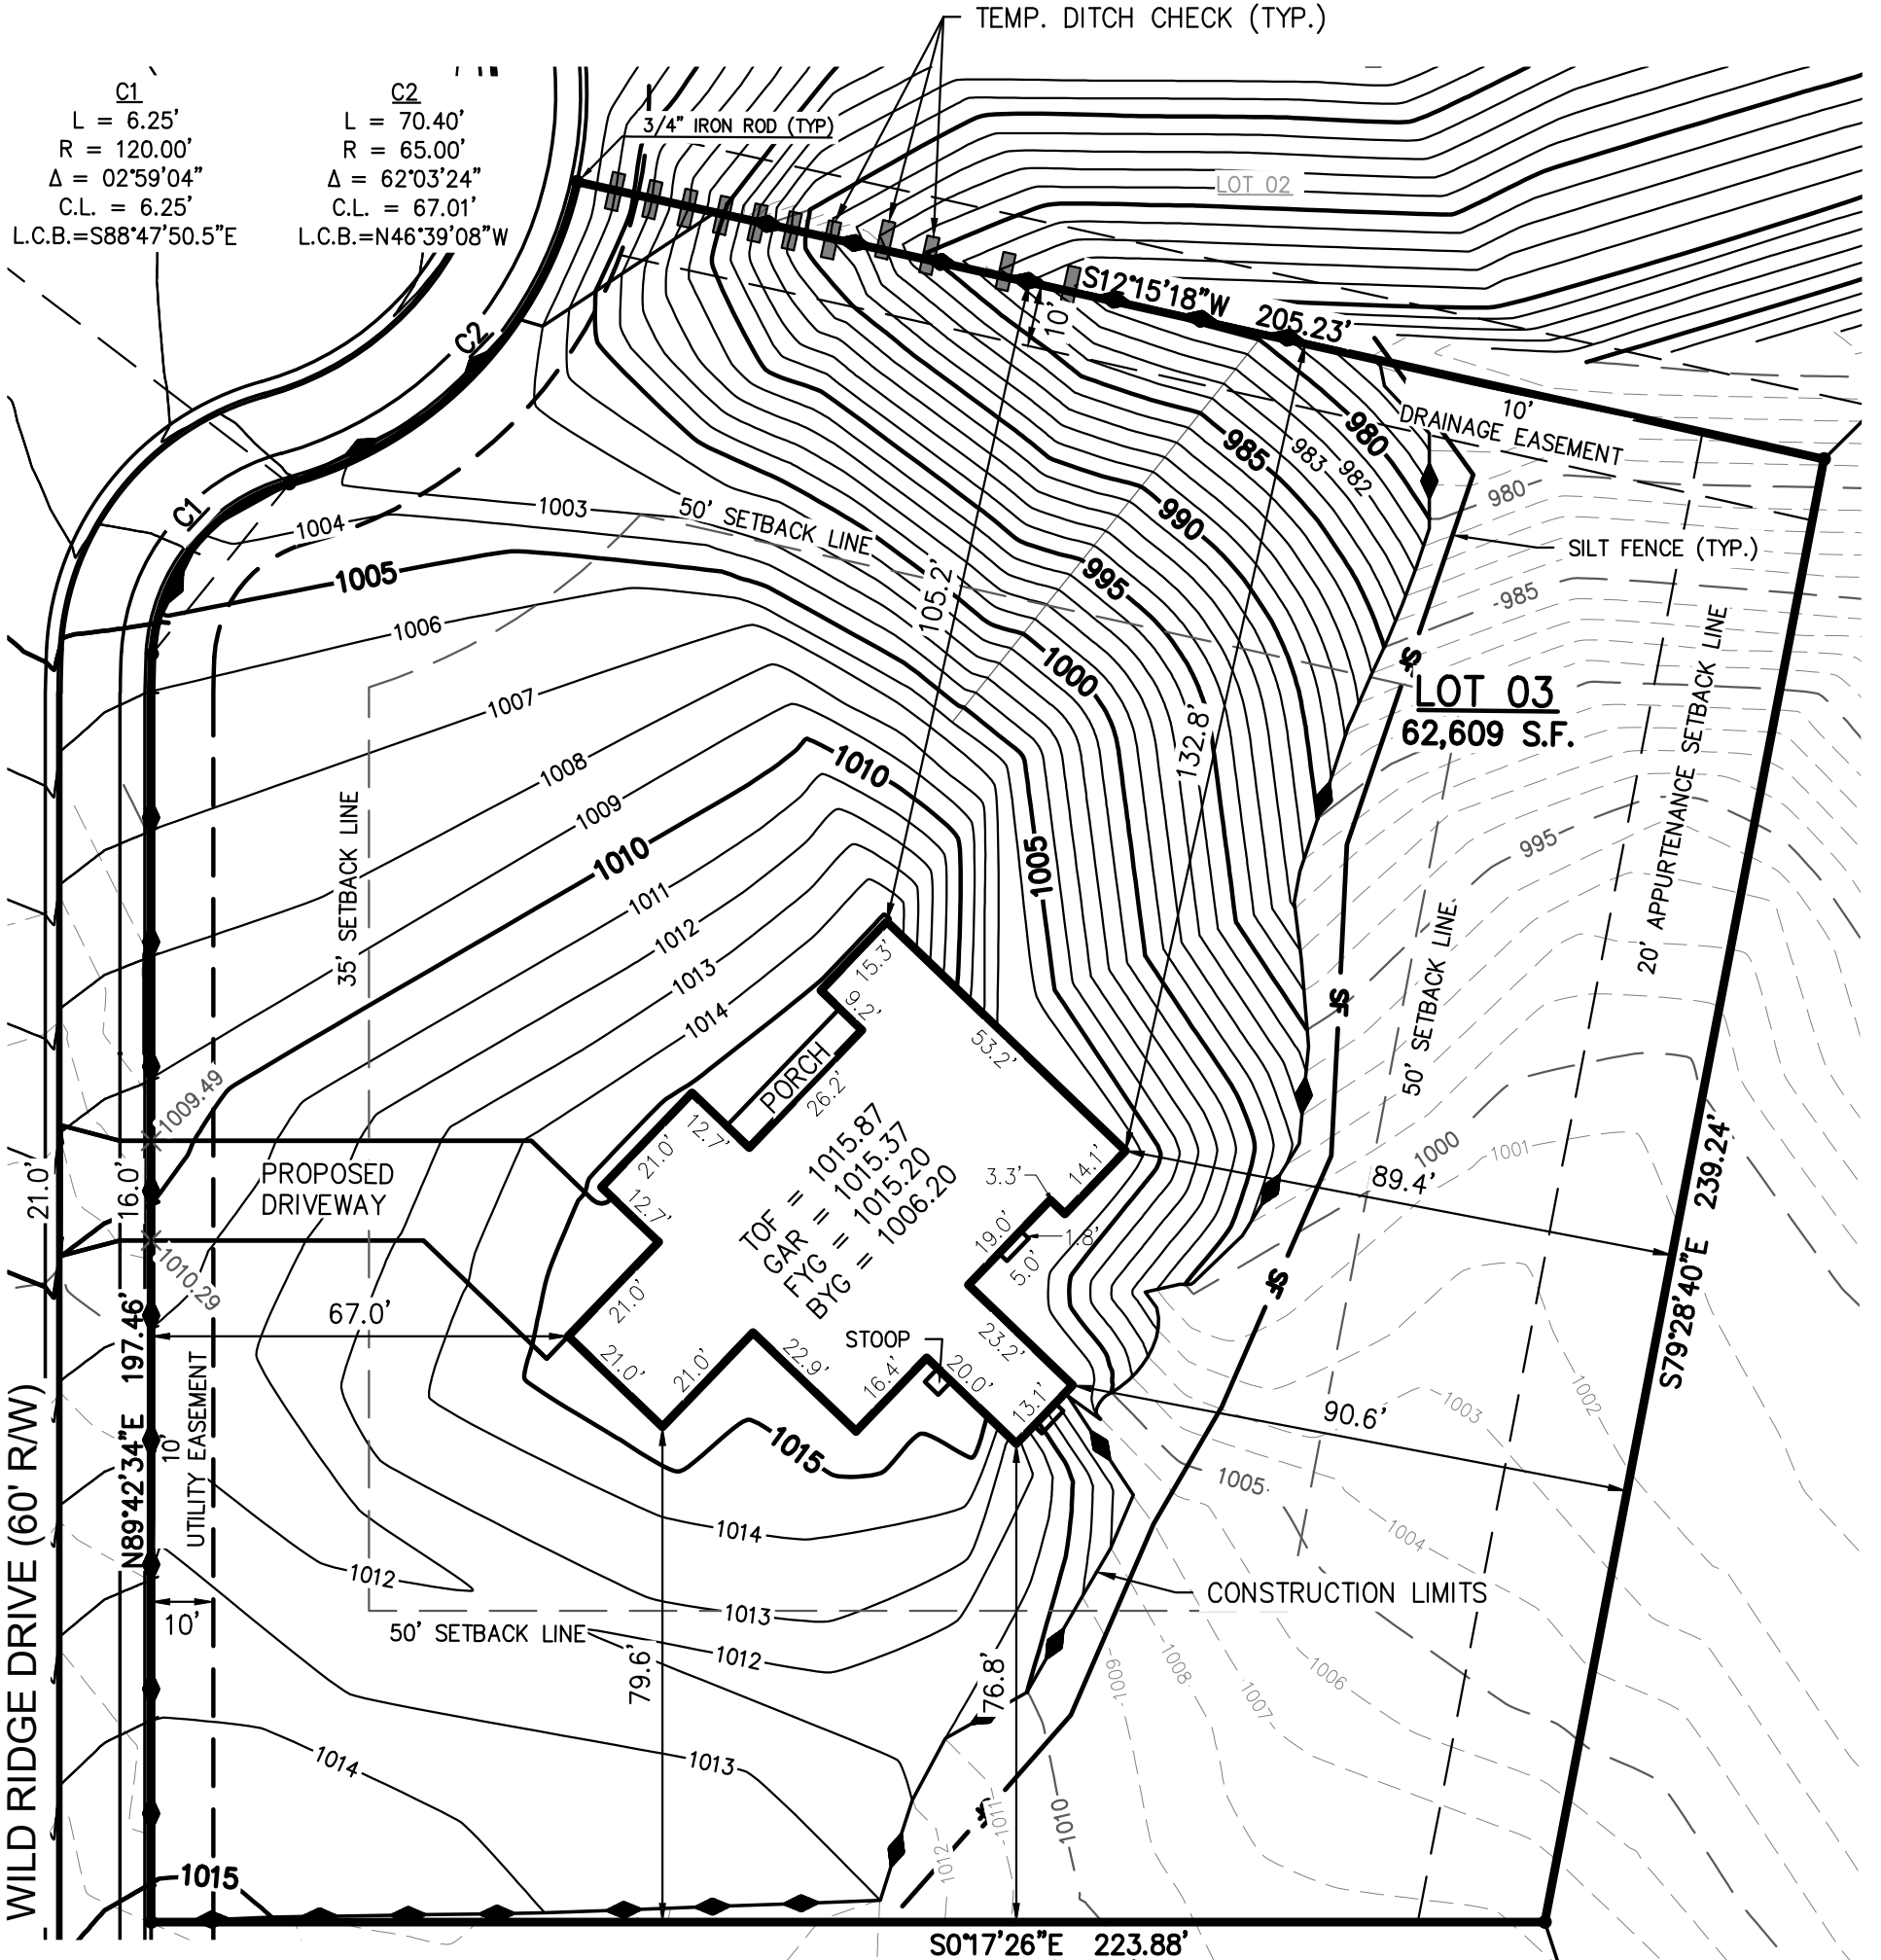 TEMP. DITCH CHECK (TYP.)
C1
L = 6.25'
R = 120.00'
Δ = 02°59'04"
C.L. = 6.25'
L.C.B.=S88°47'50.5"E
C2
L = 70.40'
R = 65.00'
Δ = 62°03'24"
C.L. = 67.01'
L.C.B.=N46°39'08"W
3/4" IRON ROD (TYP)
LOT 02
S12°15'18"W 205.23'
10'
C2
C1
10'
DRAINAGE EASEMENT
980
985
983
982
990
995
1000
1005
1003
1004
1005
1006
1007
1008
1009
1010
1010
1011
1012
1013
1014
50' SETBACK LINE
980
SILT FENCE (TYP.)
985
105.2'
132.8'
SF
LOT 03
62,609 S.F.
20' APPURTENANCE SETBACK LINE
35' SETBACK LINE
995
50' SETBACK LINE
SF
15.3'
9.2'
53.2'
PORCH
26.2'
12.7'
21.0'
12.7'
21.0'
21.0'
21.0'
22.9'
16.4'
20.0'
13.1'
23.2'
19.0'
5.0'
1.8'
3.3'
14.1'
TOF = 1015.87
GAR = 1015.37
FYG = 1015.20
BYG = 1006.20
STOOP
1009.49
1010.29
PROPOSED
DRIVEWAY
21.0'
16.0'
67.0'
1000
1001
89.4'
S79°28'40"E 239.24'
SF
90.6'
1003
1002
1005
1004
1015
1014
1013
1012
1012
N89°42'34"E 197.46'
10'
UTILITY EASEMENT
10'
50' SETBACK LINE
79.6'
76.8'
CONSTRUCTION LIMITS
1009
1008
1007
1006
1013
1014
1015
1012
1011
1010
WILD RIDGE DRIVE (60' R/W)
S0°17'26"E 223.88'